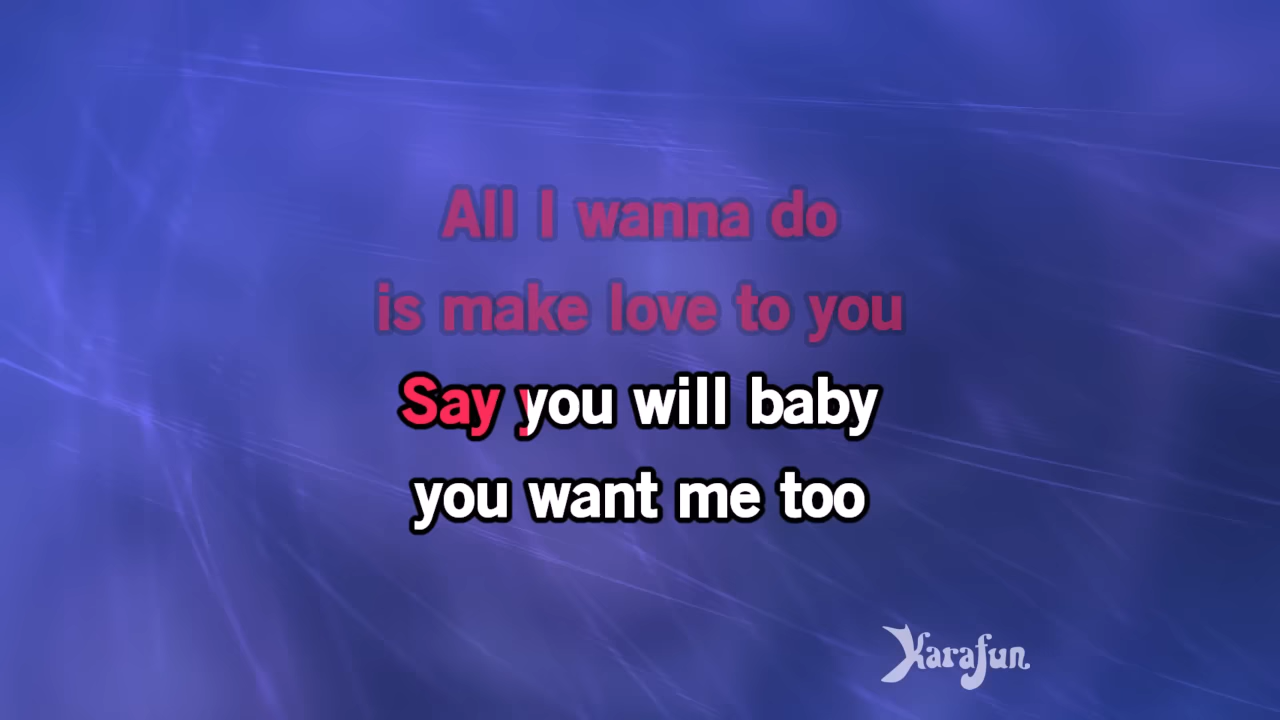 All I wanna do
is make love to you
Say you will baby
you want me too
Karafun